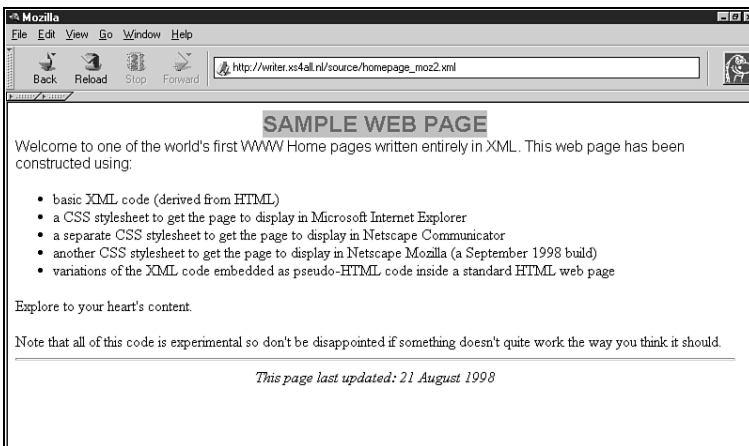 Mozilla
File Edit View Go Window Help
Back Reload Stop Forward http://writer.xs4all.nl/source/homepage_moz2.xml
SAMPLE WEB PAGE
Welcome to one of the world's first WWW Home pages written entirely in XML. This web page has been
constructed using:
• basic XML code (derived from HTML)
• a CSS stylesheet to get the page to display in Microsoft Internet Explorer
• a separate CSS stylesheet to get the page to display in Netscape Communicator
• another CSS stylesheet to get the page to display in Netscape Mozilla (a September 1998 build)
• variations of the XML code embedded as pseudo-HTML code inside a standard HTML web page
Explore to your heart's content.
Note that all of this code is experimental so don't be disappointed if something doesn't quite work the way you think it should.
This page last updated: 21 August 1998